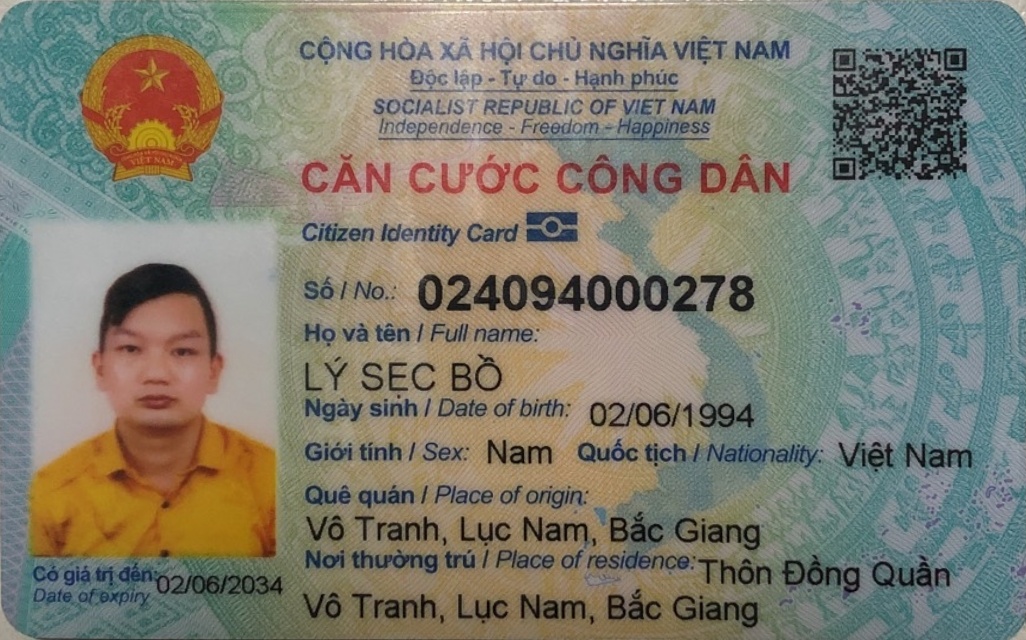 CỘNG HÒA XÃ HỘI CHỦ NGHĨA VIỆT NAM
Độc lập - Tự do - Hạnh phúc
SOCIALIST REPUBLIC OF VIET NAM
Independence - Freedom - Happiness
CĂN CƯỚC CÔNG DÂN
Citizen Identity Card
Số / No.: 024094000278
Họ và tên / Full name:
LÝ SẸC BỒ
Ngày sinh / Date of birth: 02/06/1994
Giới tính / Sex: Nam Quốc tịch / Nationality: Việt Nam
Quê quán / Place of origin:
Vô Tranh, Lục Nam, Bắc Giang
Nơi thường trú / Place of residence: Thôn Đồng Quần
Vô Tranh, Lục Nam, Bắc Giang
Có giá trị đến: 02/06/2034
Date of expiry
VIỆT NAM